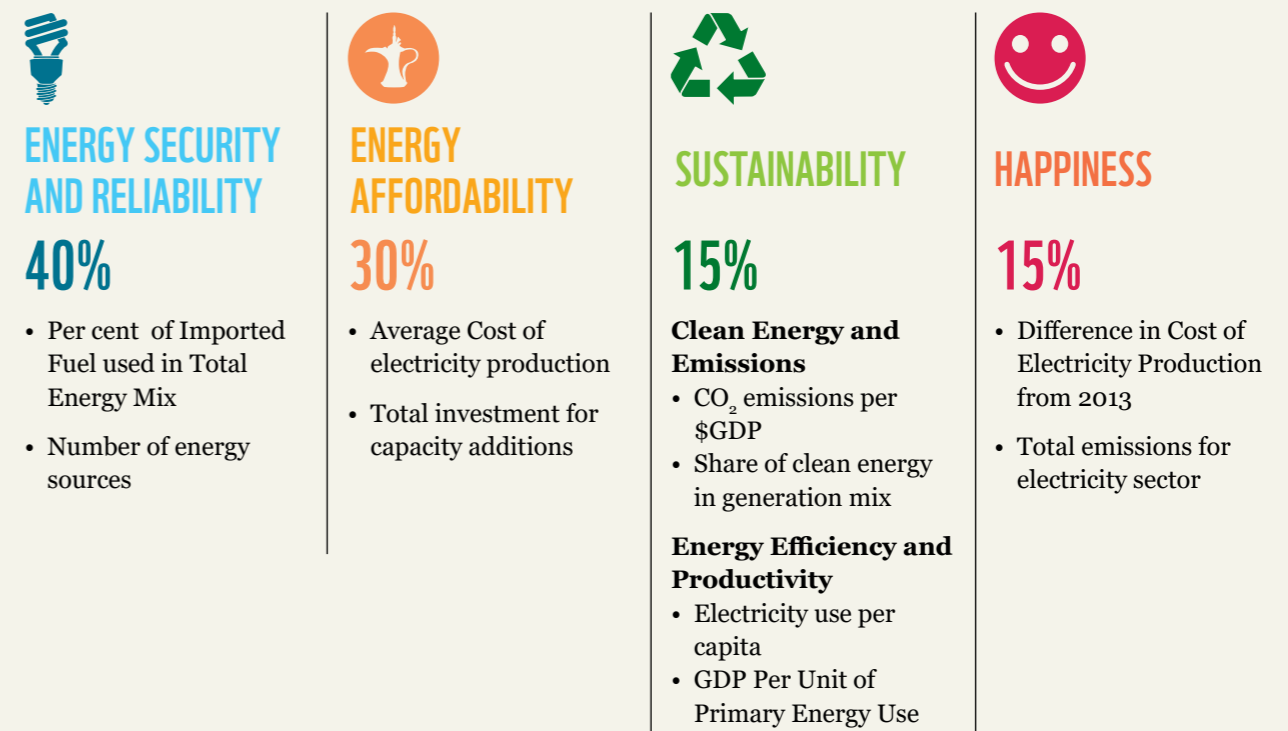 ENERGY SECURITY
AND RELIABILITY
40%
• Per cent of Imported
Fuel used in Total
Energy Mix
• Number of energy
sources
ENERGY
AFFORDABILITY
30%
• Average Cost of
electricity production
• Total investment for
capacity additions
SUSTAINABILITY
15%
Clean Energy and
Emissions
• CO₂ emissions per
$GDP
• Share of clean energy
in generation mix
Energy Efficiency and
Productivity
• Electricity use per
capita
• GDP Per Unit of
Primary Energy Use
HAPPINESS
15%
• Difference in Cost of
Electricity Production
from 2013
• Total emissions for
electricity sector